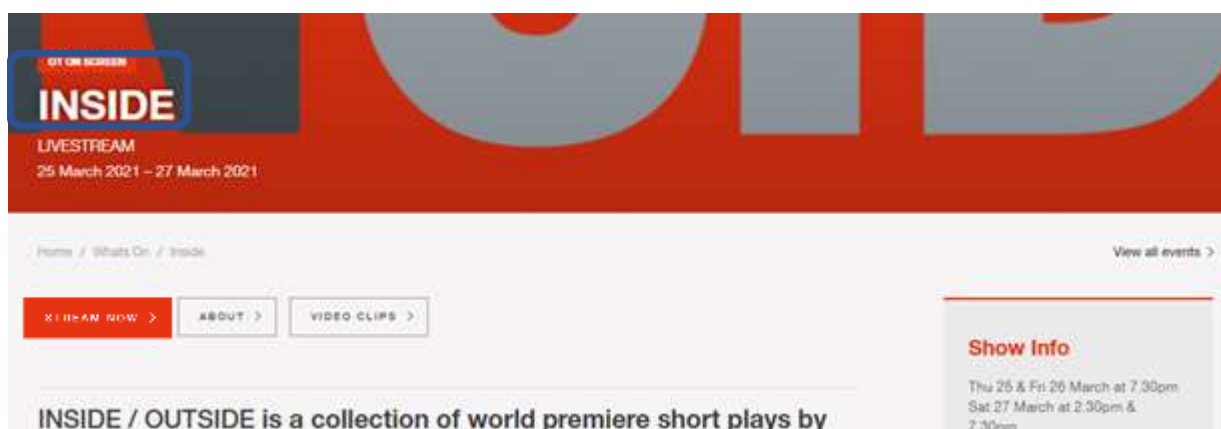 OT ON SCREEN
INSIDE
LIVESTREAM
25 March 2021 – 27 March 2021
Home / Whats On / Inside
View all events >
STREAM NOW >
ABOUT >
VIDEO CLIPS >
Show Info
Thu 25 & Fri 26 March at 7.30pm
Sat 27 March at 2.30pm &
7.30pm
INSIDE / OUTSIDE is a collection of world premiere short plays by